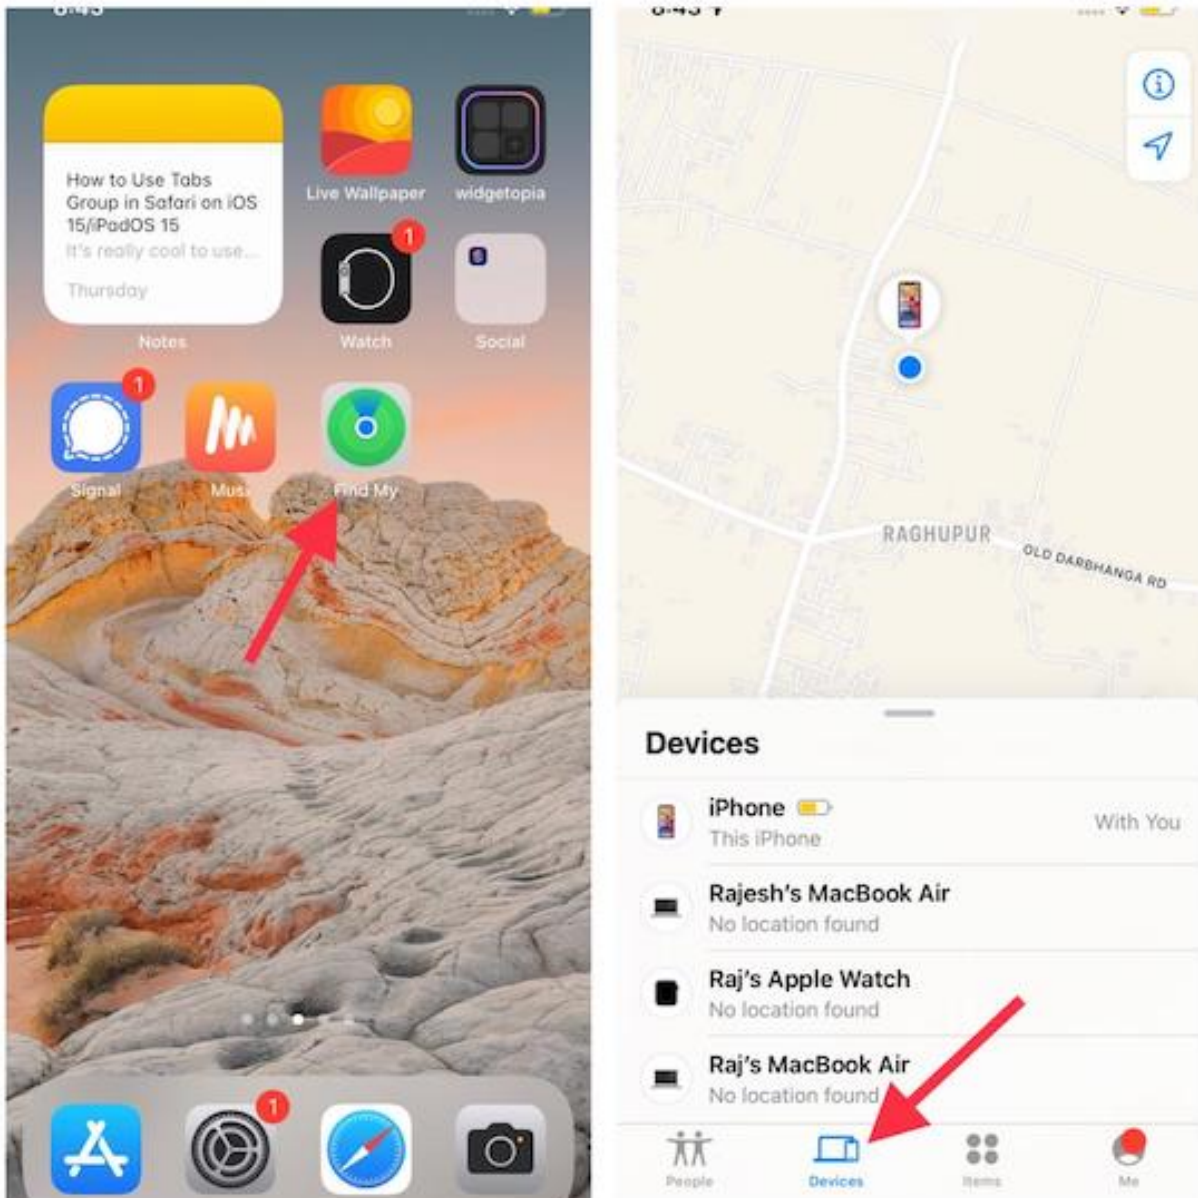 How to Use Tabs
Group in Safari on iOS
15/iPadOS 15
It's really cool to use...
Thursday
Notes
Live Wallpaper
widgetopia
1
Watch
Social
1
Signal
Find My
1
RAGHUPUR
OLD DARBHANGA RD
Devices
iPhone
This iPhone
With You
Rajesh's MacBook Air
No location found
Raj's Apple Watch
No location found
Raj's MacBook Air
No location found
People
Devices
Items
Me